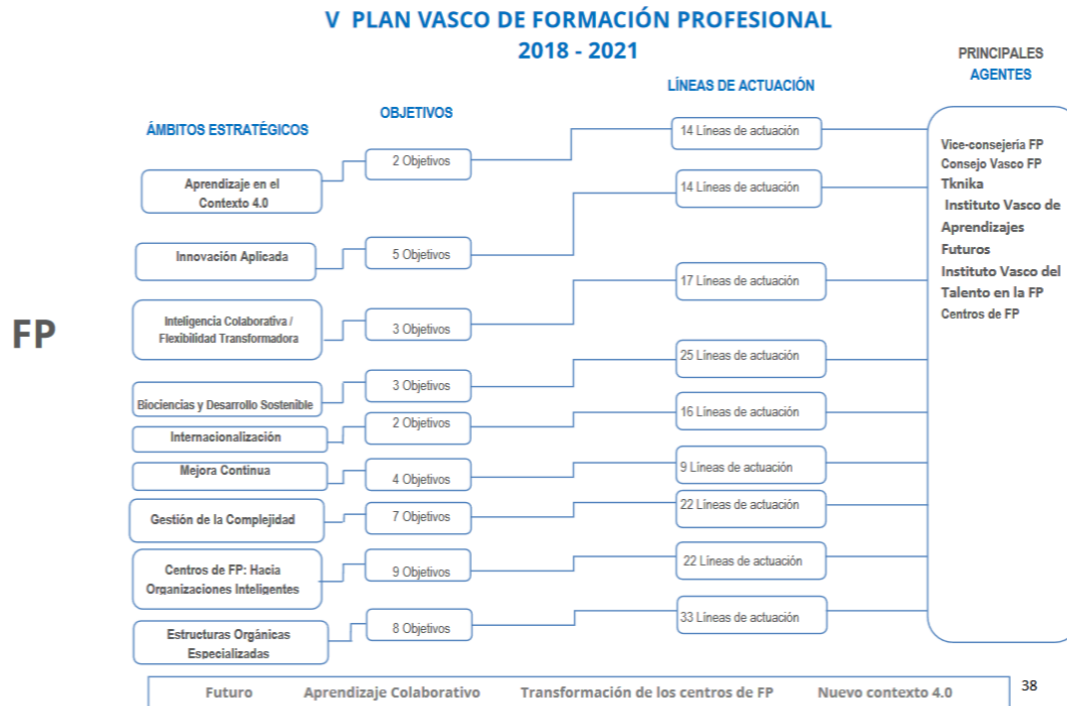 V PLAN VASCO DE FORMACIÓN PROFESIONAL
2018 - 2021
PRINCIPALES
AGENTES
LÍNEAS DE ACTUACIÓN
OBJETIVOS
ÁMBITOS ESTRATÉGICOS
FP
Aprendizaje en el
Contexto 4.0
2 Objetivos
14 Líneas de actuación
Innovación Aplicada
5 Objetivos
14 Líneas de actuación
Inteligencia Colaborativa /
Flexibilidad Transformadora
3 Objetivos
17 Líneas de actuación
Biociencias y Desarrollo Sostenible
3 Objetivos
25 Líneas de actuación
Internacionalización
2 Objetivos
16 Líneas de actuación
Mejora Continua
4 Objetivos
9 Líneas de actuación
Gestión de la Complejidad
7 Objetivos
22 Líneas de actuación
Centros de FP: Hacia
Organizaciones Inteligentes
9 Objetivos
22 Líneas de actuación
Estructuras Orgánicas
Especializadas
8 Objetivos
33 Líneas de actuación
Vice-consejería FP
Consejo Vasco FP
Tknika
Instituto Vasco de
Aprendizajes
Futuros
Instituto Vasco del
Talento en la FP
Centros de FP
Futuro Aprendizaje Colaborativo Transformación de los centros de FP Nuevo contexto 4.0
38